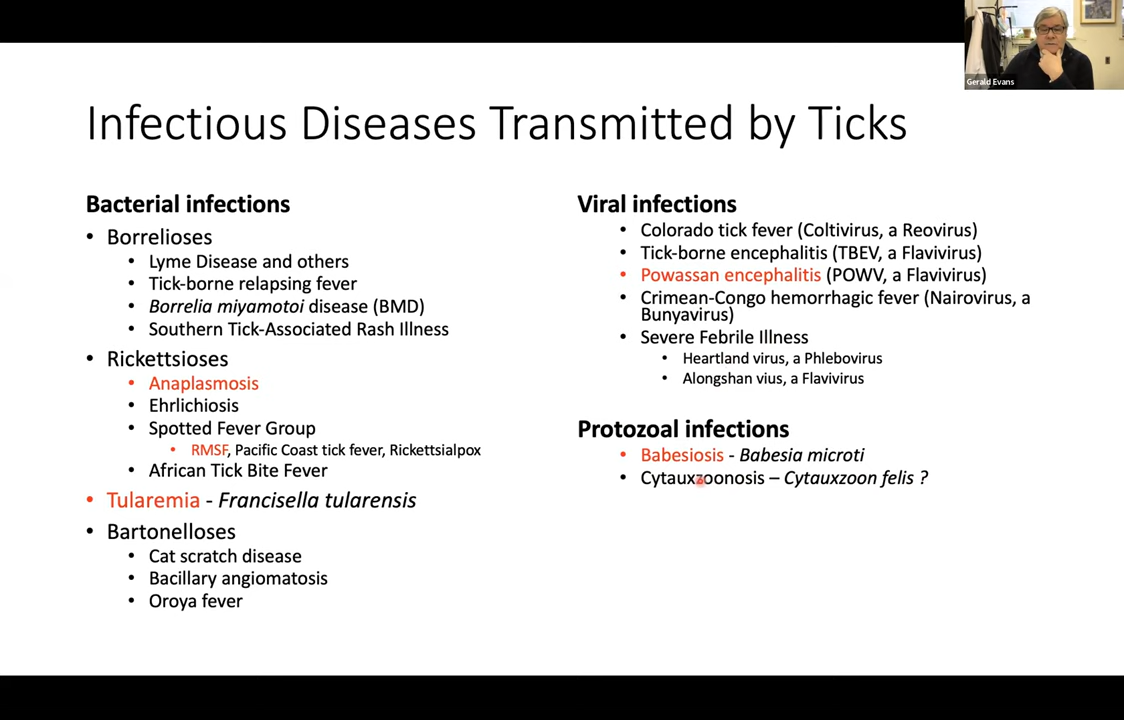 Gerald Evans
Infectious Diseases Transmitted by Ticks
Bacterial infections
• Borrelioses
• Lyme Disease and others
• Tick-borne relapsing fever
• Borrelia miyamotoi disease (BMD)
• Southern Tick-Associated Rash Illness
• Rickettsioses
• Anaplasmosis
• Ehrlichiosis
• Spotted Fever Group
• RMSF, Pacific Coast tick fever, Rickettsialpox
• African Tick Bite Fever
• Tularemia - Francisella tularensis
• Bartonelloses
• Cat scratch disease
• Bacillary angiomatosis
• Oroya fever
Viral infections
• Colorado tick fever (Coltivirus, a Reovirus)
• Tick-borne encephalitis (TBEV, a Flavivirus)
• Powassan encephalitis (POWV, a Flavivirus)
• Crimean-Congo hemorrhagic fever (Nairovirus, a
Bunyavirus)
• Severe Febrile Illness
• Heartland virus, a Phlebovirus
• Alongshan vius, a Flavivirus
Protozoal infections
• Babesiosis - Babesia microti
• Cytauxzoonosis – Cytauxzoon felis ?